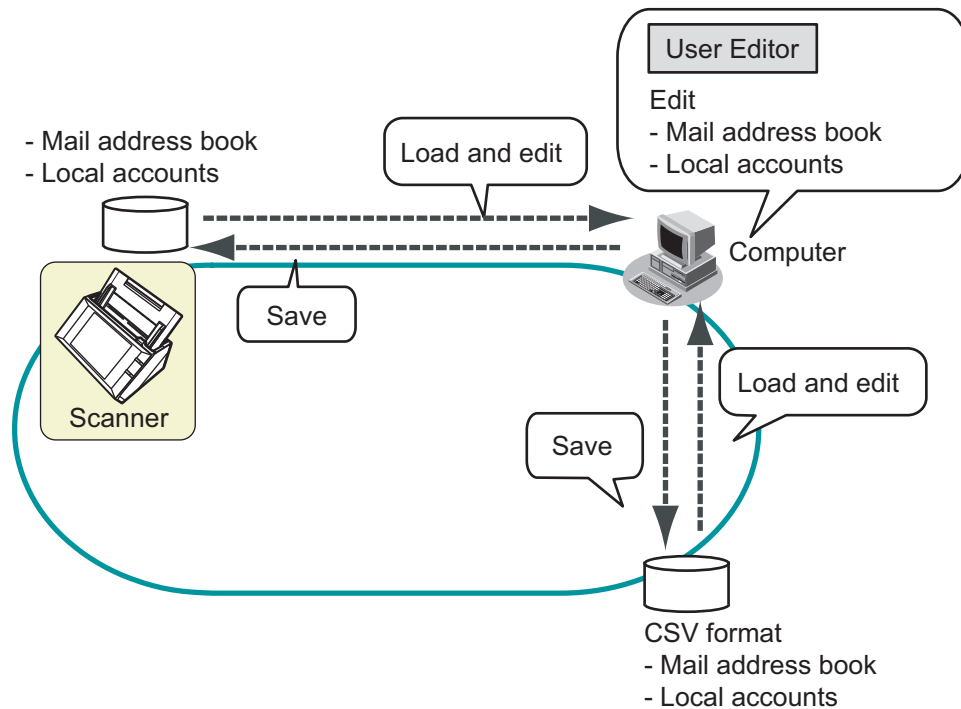 User Editor
Edit
- Mail address book
- Local accounts
- Mail address book
- Local accounts
Load and edit
Computer
Save
Scanner
Load and edit
Save
CSV format
- Mail address book
- Local accounts